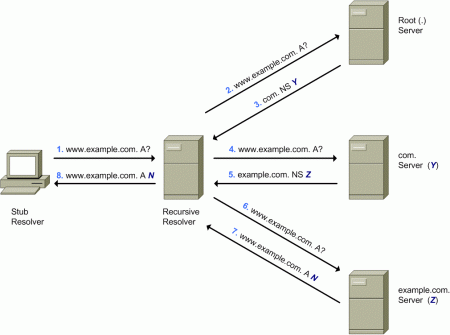 Root (.)
Server
2. www.example.com. A?
3. com. NS Y
1. www.example.com. A?
8. www.example.com. A N
4. www.example.com. A?
5. example.com. NS Z
com.
Server (Y)
Stub
Resolver
Recursive
Resolver
6. www.example.com. A?
7. www.example.com. A N
example.com.
Server (Z)